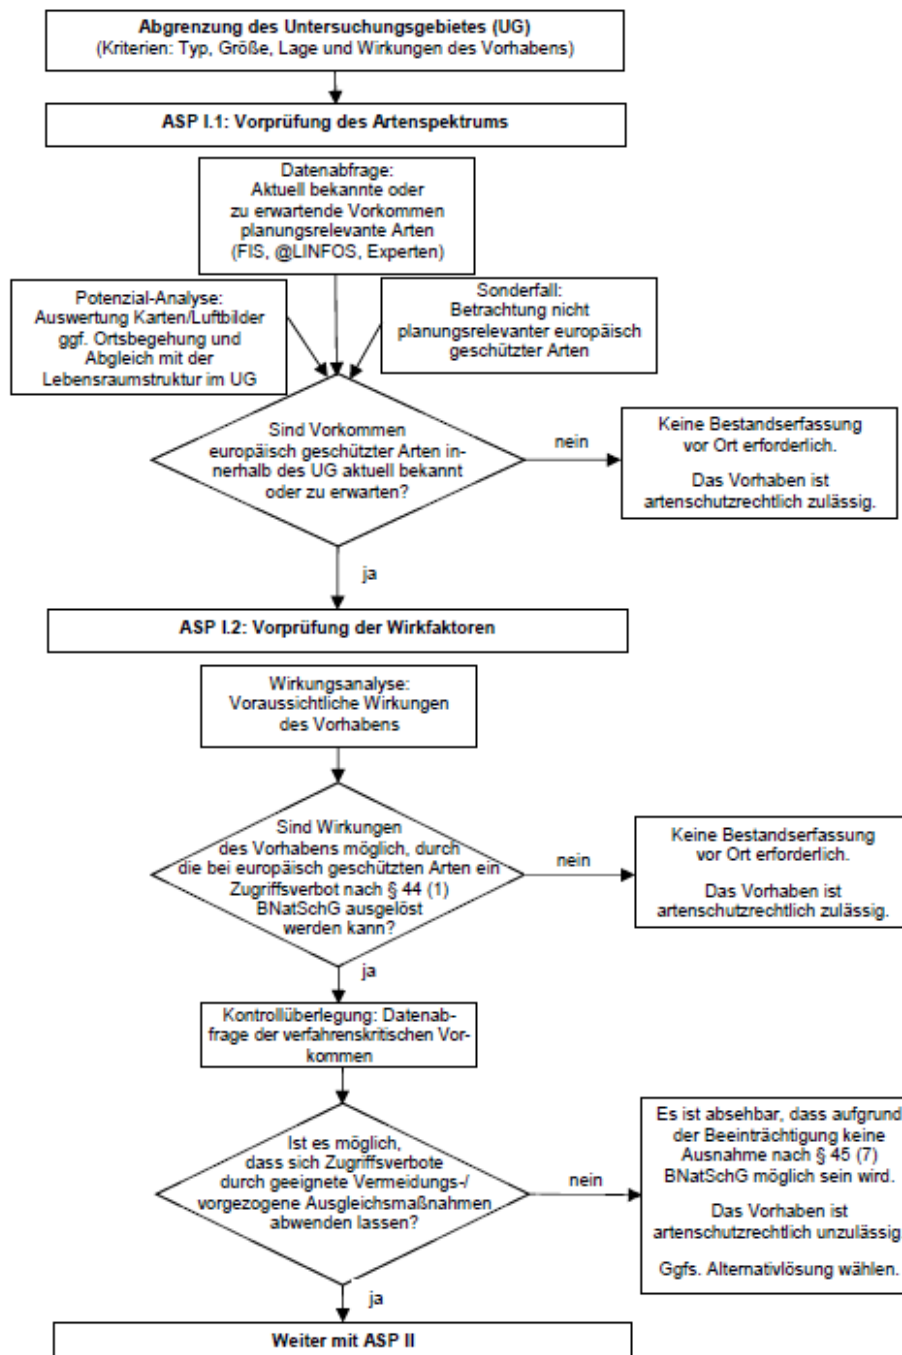 Abgrenzung des Untersuchungsgebietes (UG)
(Kriterien: Typ, Größe, Lage und Wirkungen des Vorhabens)
ASP I.1: Vorprüfung des Artenspektrums
Datenabfrage:
Aktuell bekannte oder
zu erwartende Vorkommen
planungsrelevante Arten
(FIS, @LINFOS, Experten)
Potenzial-Analyse:
Auswertung Karten/Luftbilder
ggf. Ortsbegehung und
Abgleich mit der
Lebensraumstruktur im UG
Sonderfall:
Betrachtung nicht
planungsrelevanter europäisch
geschützter Arten
Sind Vorkommen
europäisch geschützter Arten in-
nerhalb des UG aktuell bekannt
oder zu erwarten?
nein
Keine Bestandserfassung
vor Ort erforderlich.
Das Vorhaben ist
artenschutzrechtlich zulässig.
ja
ASP I.2: Vorprüfung der Wirkfaktoren
Wirkungsanalyse:
Voraussichtliche Wirkungen
des Vorhabens
Sind Wirkungen
des Vorhabens möglich, durch
die bei europäisch geschützten Arten ein
Zugriffsverbot nach § 44 (1)
BNatSchG ausgelöst
werden kann?
nein
Keine Bestandserfassung
vor Ort erforderlich.
Das Vorhaben ist
artenschutzrechtlich zulässig.
ja
Kontrollüberlegung: Datenab-
frage der verfahrenskritischen Vor-
kommen
Ist es möglich,
dass sich Zugriffsverbote
durch geeignete Vermeidungs-/
vorgezogene Ausgleichsmaßnahmen
abwenden lassen?
nein
Es ist absehbar, dass aufgrund
der Beeinträchtigung keine
Ausnahme nach § 45 (7)
BNatSchG möglich sein wird.
Das Vorhaben ist
artenschutzrechtlich unzulässig
Ggfs. Alternativlösung wählen.
ja
Weiter mit ASP II